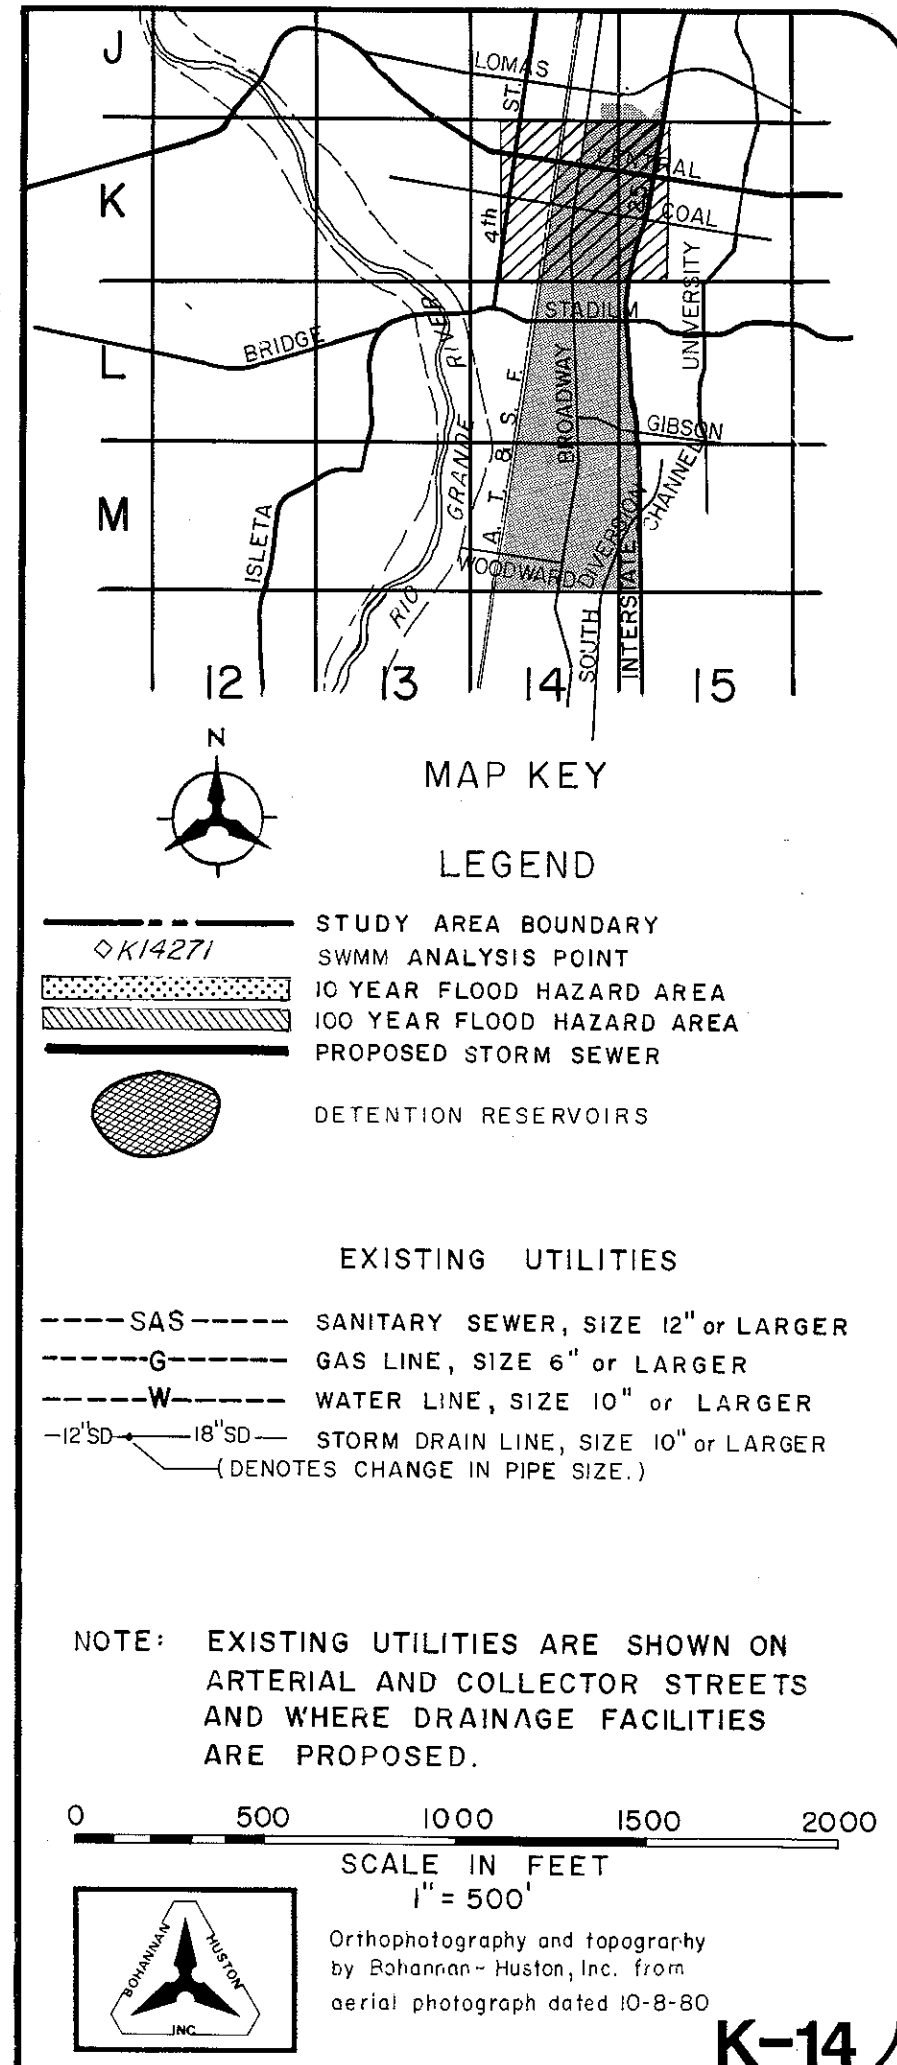 J
LOMAS
ST.
K
CENTRAL
25
COAL
4th
UNIVERSITY
STADIUM
BRIDGE
RIVER
L
A. T. & S. F.
BROADWAY
GIBSON
GRANDE
M
ISLETA
WOODWARD
DIVERSION
CHANNEL
RIO
SOUTH
INTERSTATE
12
13
14
15
N
MAP KEY
LEGEND
STUDY AREA BOUNDARY
◇K14271 SWMM ANALYSIS POINT
10 YEAR FLOOD HAZARD AREA
100 YEAR FLOOD HAZARD AREA
PROPOSED STORM SEWER
DETENTION RESERVOIRS
EXISTING UTILITIES
----SAS----- SANITARY SEWER, SIZE 12" or LARGER
-----G------ GAS LINE, SIZE 6" or LARGER
-----W------ WATER LINE, SIZE 10" or LARGER
-12"SD 18"SD STORM DRAIN LINE, SIZE 10" or LARGER
(DENOTES CHANGE IN PIPE SIZE.)
NOTE: EXISTING UTILITIES ARE SHOWN ON
ARTERIAL AND COLLECTOR STREETS
AND WHERE DRAINAGE FACILITIES
ARE PROPOSED.
0 500 1000 1500 2000
SCALE IN FEET
1" = 500'
BOHANNAN
HUSTON
INC.
Orthophotography and topography
by Bohannan-Huston, Inc. from
aerial photograph dated 10-8-80
K-14